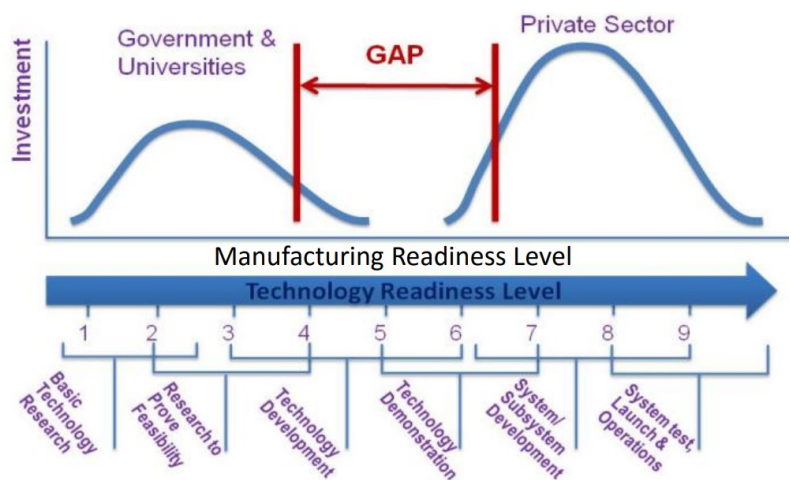 Government &
Universities
GAP
Private Sector
Investment
Manufacturing Readiness Level
Technology Readiness Level
1 2 3 4 5 6 7 8 9
Basic
Technology
Research
Research to
Prove
Feasibility
Technology
Development
Technology
Demonstration
System/
Subsystem
Development
System test,
Launch &
Operations